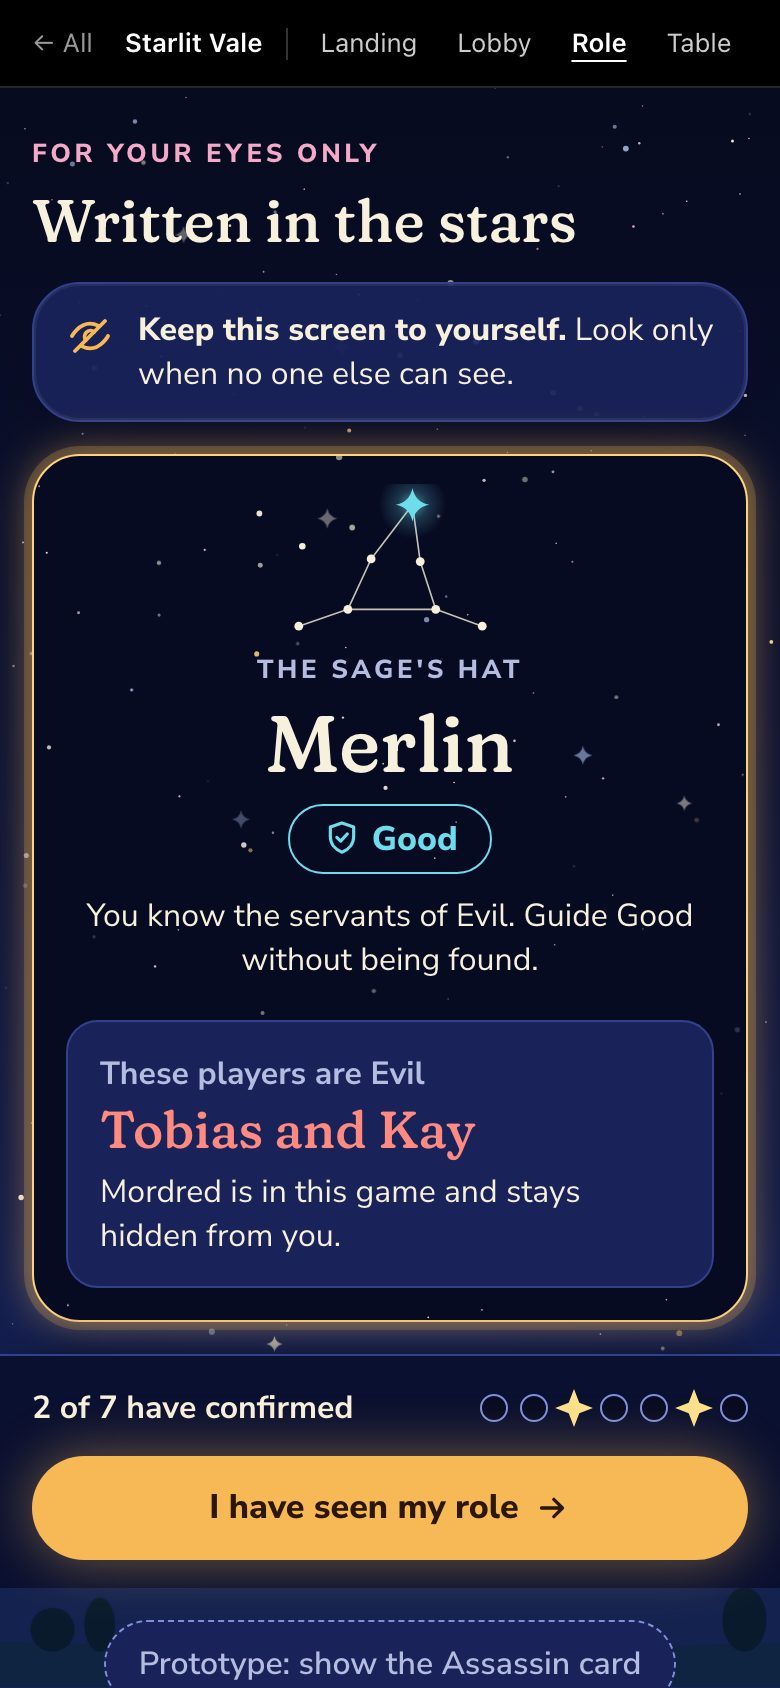 ← All Starlit Vale Landing Lobby Role Table
FOR YOUR EYES ONLY
Written in the stars
Keep this screen to yourself. Look only
when no one else can see.
THE SAGE'S HAT
Merlin
Good
You know the servants of Evil. Guide Good
without being found.
These players are Evil
Tobias and Kay
Mordred is in this game and stays
hidden from you.
2 of 7 have confirmed
I have seen my role →
Prototype: show the Assassin card